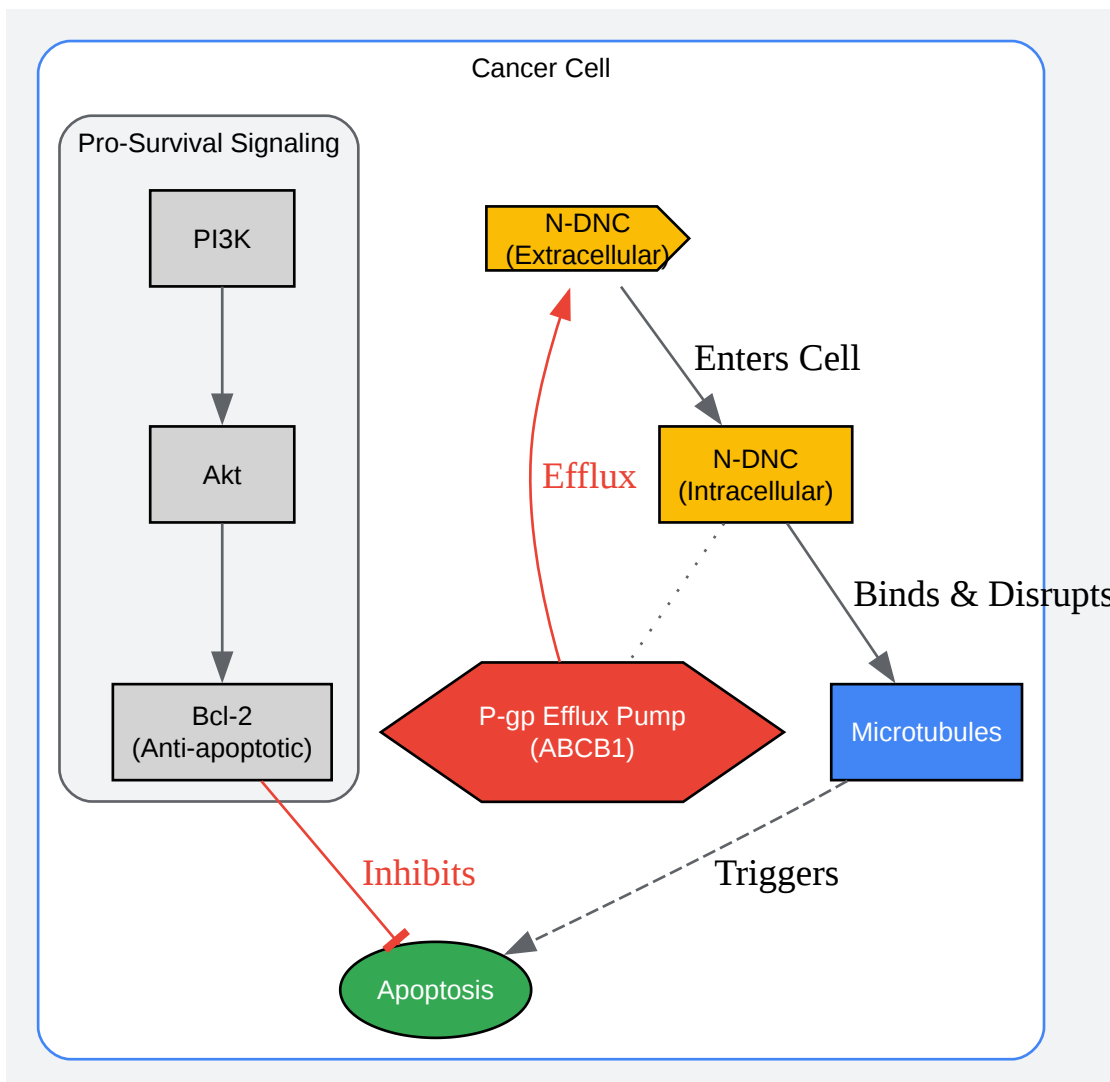 Cancer Cell
Pro-Survival Signaling
PI3K
N-DNC
(Extracellular)
Enters Cell
Akt
Efflux
N-DNC
(Intracellular)
Binds & Disrupts
Bcl-2
(Anti-apoptotic)
P-gp Efflux Pump
(ABCB1)
Microtubules
Inhibits
Triggers
Apoptosis